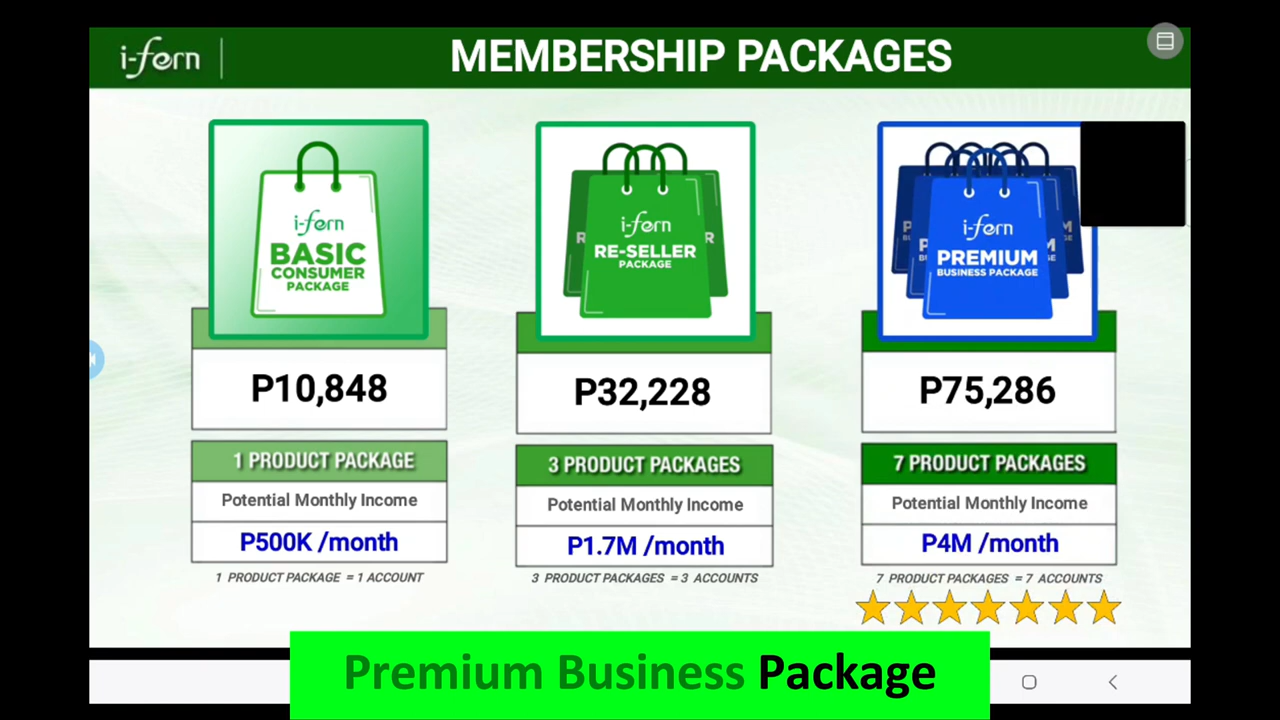 i-fern
MEMBERSHIP PACKAGES
i-fern
BASIC
CONSUMER
PACKAGE
P10,848
1 PRODUCT PACKAGE
Potential Monthly Income
P500K /month
1 PRODUCT PACKAGE = 1 ACCOUNT
i-fern
RE-SELLER
PACKAGE
P32,228
3 PRODUCT PACKAGES
Potential Monthly Income
P1.7M /month
3 PRODUCT PACKAGES = 3 ACCOUNTS
i-fern
PREMIUM
BUSINESS PACKAGE
P75,286
7 PRODUCT PACKAGES
Potential Monthly Income
P4M /month
7 PRODUCT PACKAGES = 7 ACCOUNTS
Premium Business Package